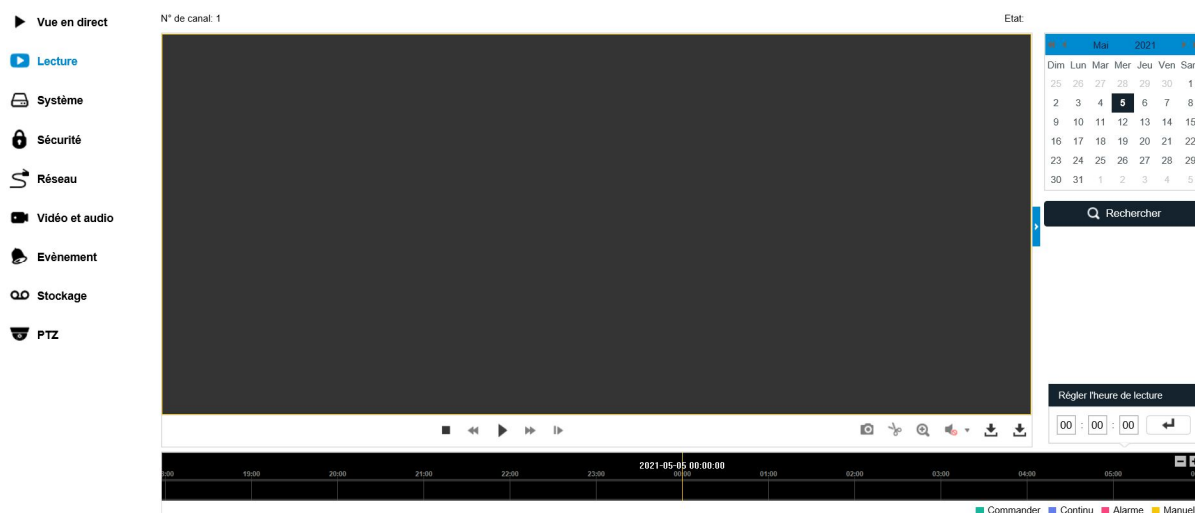 Vue en direct
Lecture
Système
Sécurité
Réseau
Vidéo et audio
Evènement
Stockage
PTZ
N° de canal: 1
Etat:
Mai 2021
Dim Lun Mar Mer Jeu Ven Sam
25 26 27 28 29 30 1
2 3 4 5 6 7 8
9 10 11 12 13 14 15
16 17 18 19 20 21 22
23 24 25 26 27 28 29
30 31 1 2 3 4 5
Rechercher
Régler l'heure de lecture
00 : 00 : 00
2021-05-05 00:00:00
19:00 20:00 21:00 22:00 23:00 00:00 01:00 02:00 03:00 04:00 05:00
Commander Continu Alarme Manuel